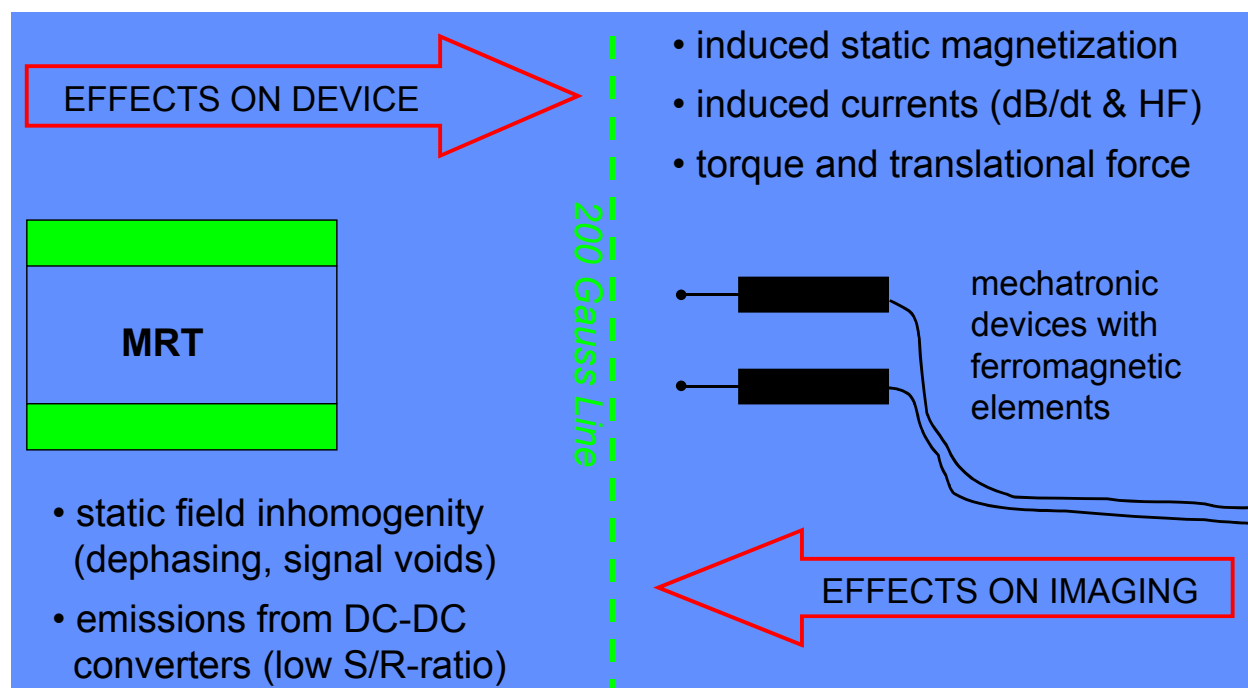 EFFECTS ON DEVICE
• induced static magnetization
• induced currents (dB/dt & HF)
• torque and translational force
200 Gauss Line
MRT
mechatronic
devices with
ferromagnetic
elements
• static field inhomogenity
(dephasing, signal voids)
• emissions from DC-DC
converters (low S/R-ratio)
EFFECTS ON IMAGING